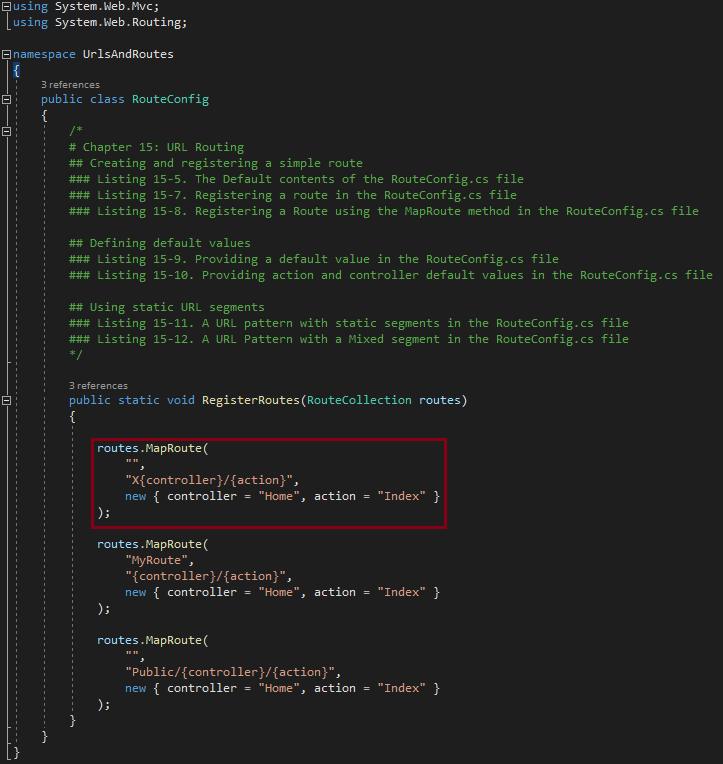 using System.Web.Mvc;
using System.Web.Routing;
namespace UrlsAndRoutes
{
3 references
public class RouteConfig
{
/*
# Chapter 15: URL Routing
## Creating and registering a simple route
### Listing 15-5. The Default contents of the RouteConfig.cs file
### Listing 15-7. Registering a route in the RouteConfig.cs file
### Listing 15-8. Registering a Route using the MapRoute method in the RouteConfig.cs file
## Defining default values
### Listing 15-9. Providing a default value in the RouteConfig.cs file
### Listing 15-10. Providing action and controller default values in the RouteConfig.cs file
## Using static URL segments
### Listing 15-11. A URL pattern with static segments in the RouteConfig.cs file
### Listing 15-12. A URL Pattern with a Mixed segment in the RouteConfig.cs file
*/
3 references
public static void RegisterRoutes(RouteCollection routes)
{
routes.MapRoute(
"",
"X{controller}/{action}",
new { controller = "Home", action = "Index" }
);
routes.MapRoute(
"MyRoute",
"{controller}/{action}",
new { controller = "Home", action = "Index" }
);
routes.MapRoute(
"",
"Public/{controller}/{action}",
new { controller = "Home", action = "Index" }
);
}
}
}